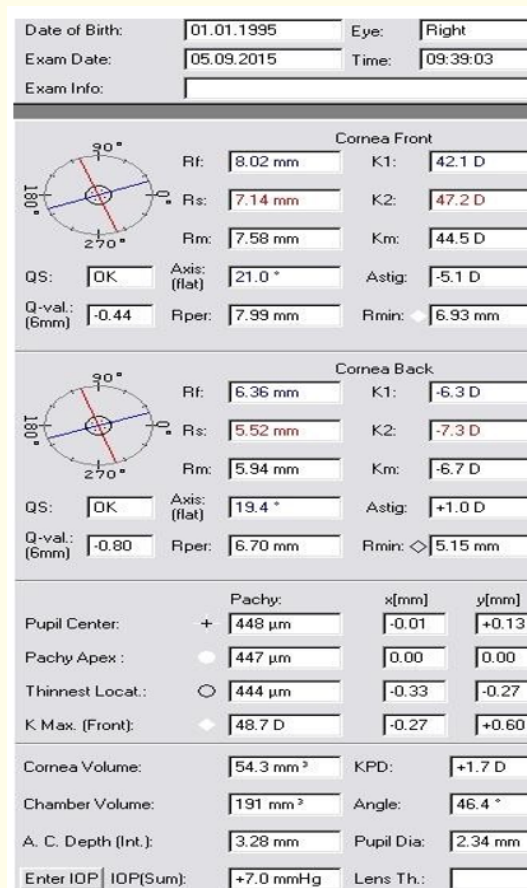 Date of Birth: 01.01.1995 Eye: Right
Exam Date: 05.09.2015 Time: 09:39:03
Exam Info:
Cornea Front
90°
180°
0°
270°
Rf: 8.02 mm K1: 42.1 D
Rs: 7.14 mm K2: 47.2 D
Rm: 7.58 mm Km: 44.5 D
QS: OK Axis: (flat) 21.0 ° Astig: -5.1 D
Q-val.: (6mm) -0.44 Rper: 7.99 mm Rmin: 6.93 mm
Cornea Back
90°
180°
0°
270°
Rf: 6.36 mm K1: -6.3 D
Rs: 5.52 mm K2: -7.3 D
Rm: 5.94 mm Km: -6.7 D
QS: OK Axis: (flat) 19.4 ° Astig: +1.0 D
Q-val.: (6mm) -0.80 Rper: 6.70 mm Rmin: 5.15 mm
Pachy: x[mm] y[mm]
Pupil Center: + 448 µm -0.01 +0.13
Pachy Apex : 447 µm 0.00 0.00
Thinnest Locat.: 444 µm -0.33 -0.27
K Max. (Front): 48.7 D -0.27 +0.60
Cornea Volume: 54.3 mm³ KPD: +1.7 D
Chamber Volume: 191 mm³ Angle: 46.4 °
A. C. Depth (Int.): 3.28 mm Pupil Dia: 2.34 mm
Enter IOP IOP(Sum): +7.0 mmHg Lens Th.: